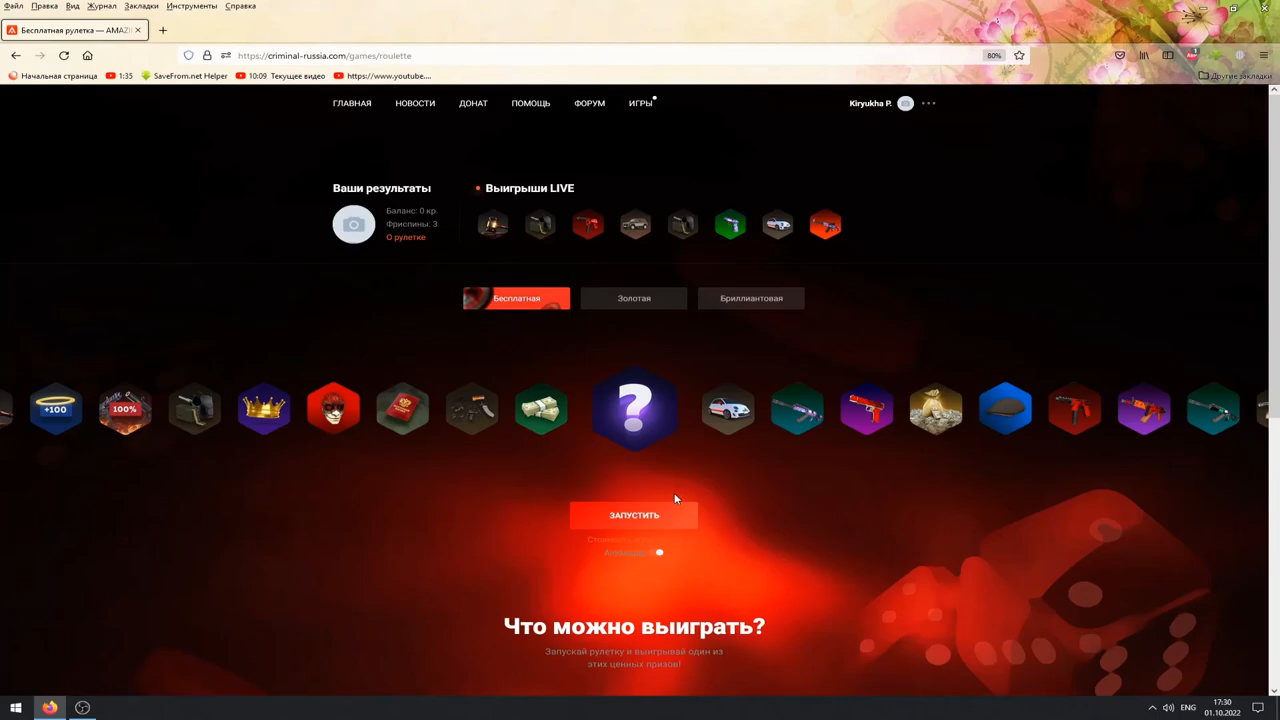 Файл Правка Вид Журнал Закладки Инструменты Справка
Бесплатная рулетка — AMAZI
https://criminal-russia.com/games/roulette
80%
Начальная страница 1:35 SaveFrom.net Helper 10:09 Текущее видео https://www.youtube....
Другие закладки
ГЛАВНАЯ НОВОСТИ ДОНАТ ПОМОЩЬ ФОРУМ ИГРЫ
Kiryukha P.
Ваши результаты
Баланс: 0 кр.
Фриспины: 3
О рулетке
Выигрыши LIVE
Бесплатная Золотая Бриллиантовая
+100 100% ?
ЗАПУСТИТЬ
Что можно выиграть?
Запускай рулетку и выигрывай один из
этих ценных призов!
ENG
17:30
01.10.2022